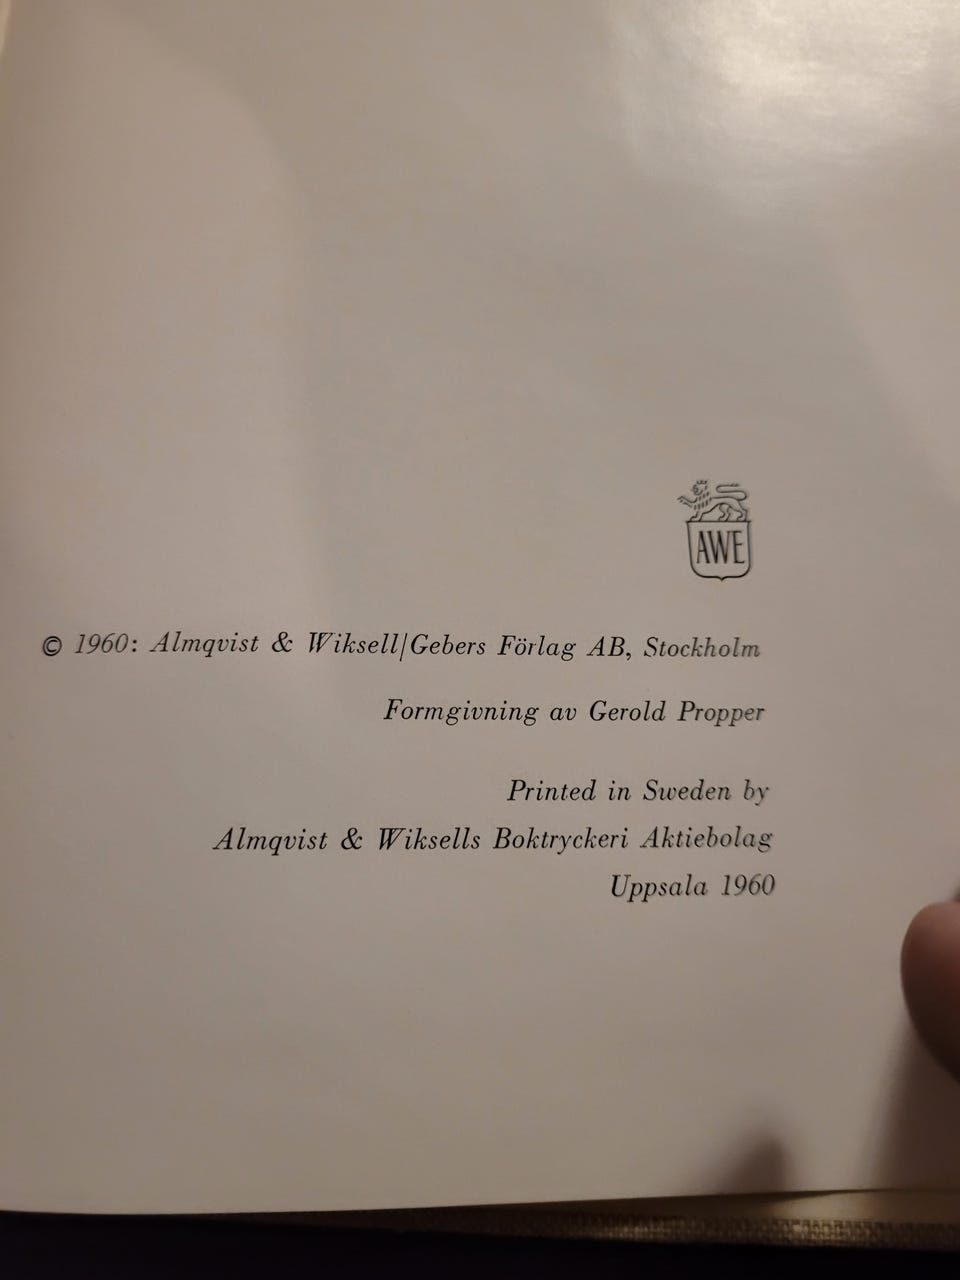 AWE
© 1960: Almqvist & Wiksell/Gebers Förlag AB, Stockholm
Formgivning av Gerold Propper
Printed in Sweden by
Almqvist & Wiksells Boktryckeri Aktiebolag
Uppsala 1960